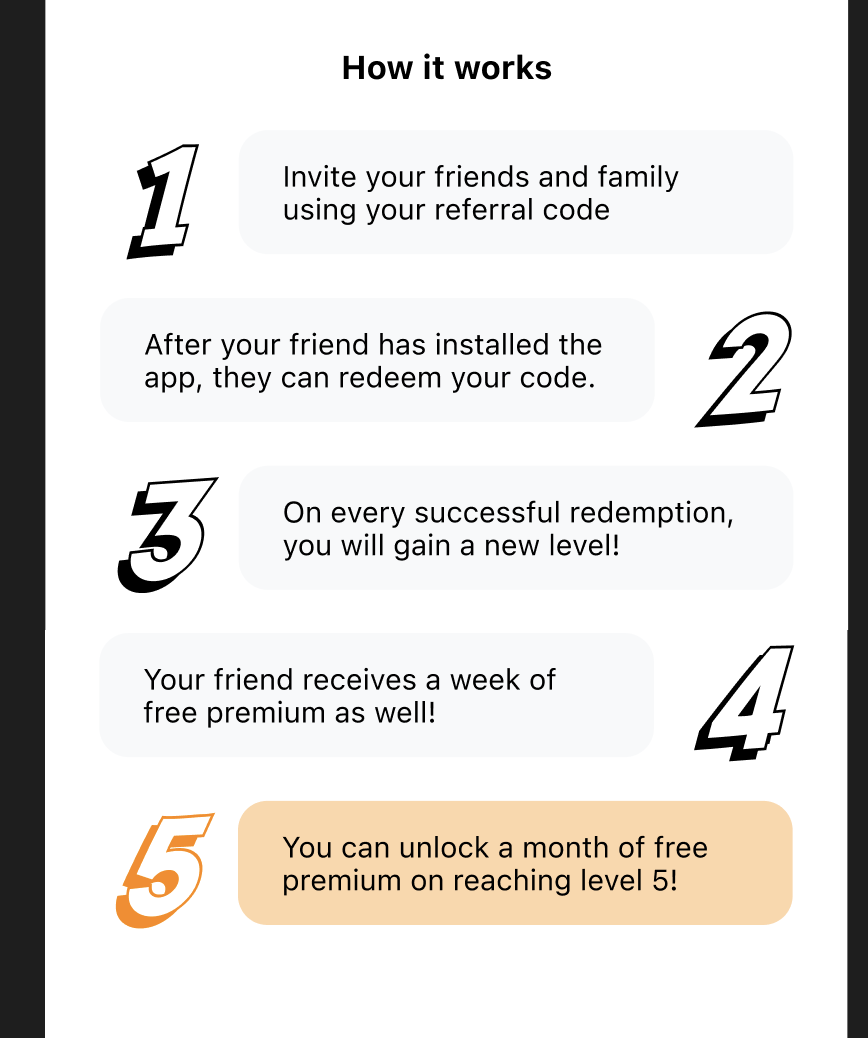 How it works
1
Invite your friends and family
using your referral code
After your friend has installed the
app, they can redeem your code.
2
3
On every successful redemption,
you will gain a new level!
Your friend receives a week of
free premium as well!
4
5
You can unlock a month of free
premium on reaching level 5!